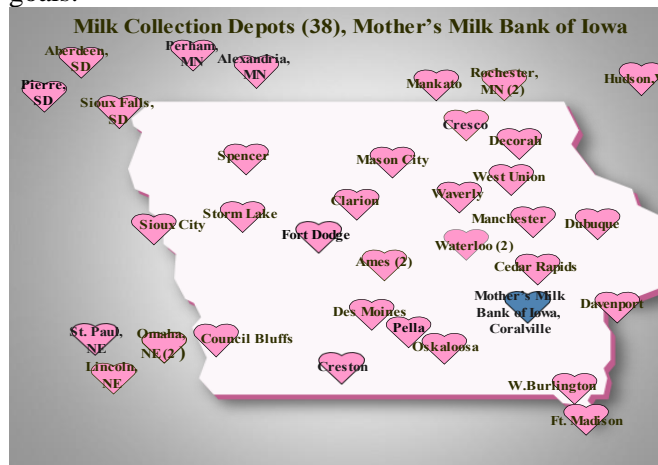 goals.
Milk Collection Depots (38), Mother's Milk Bank of Iowa
Aberdeen,
SD
Perham,
MN
Alexandria,
MN
Pierre,
SD
Sioux Falls,
SD
Mankato
Rochester,
MN (2)
Hudson,
Cresco
Decorah
Spencer
Mason City
West Union
Clarion
Waverly
Storm Lake
Sioux City
Manchester
Dubuque
Fort Dodge
Waterloo (2)
Ames (2)
Cedar Rapids
Mother's Milk
Bank of Iowa,
Coralville
Davenport
Des Moines
Pella
Oskaloosa
St. Paul,
NE
Omaha,
NE (2)
Council Bluffs
Lincoln,
NE
Creston
W.Burlington
Ft. Madison